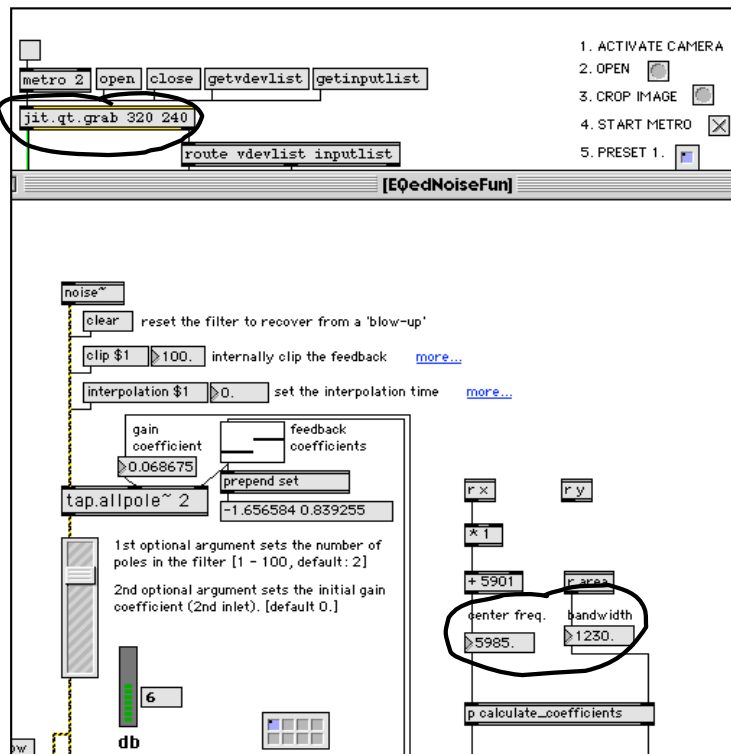 metro 2
open
close
getvdevlist
getinputlist
jit.qt.grab 320 240
route vdevlist inputlist
1. ACTIVATE CAMERA
2. OPEN
3. CROP IMAGE
4. START METRO
5. PRESET 1.
[EQedNoiseFun]
noise~
clear
reset the filter to recover from a 'blow-up'
clip $1
100.
internally clip the feedback
more...
interpolation $1
0.
set the interpolation time
more...
gain
coefficient
0.068675
feedback
coefficients
prepend set
tap.allpole~ 2
-1.656584 0.839255
1st optional argument sets the number of
poles in the filter [1 - 100, default: 2]
2nd optional argument sets the initial gain
coefficient (2nd inlet). [default 0.]
6
db
r x
r y
* 1
+ 5901
r area
center freq.
bandwidth
5985.
1230.
p calculate_coefficients